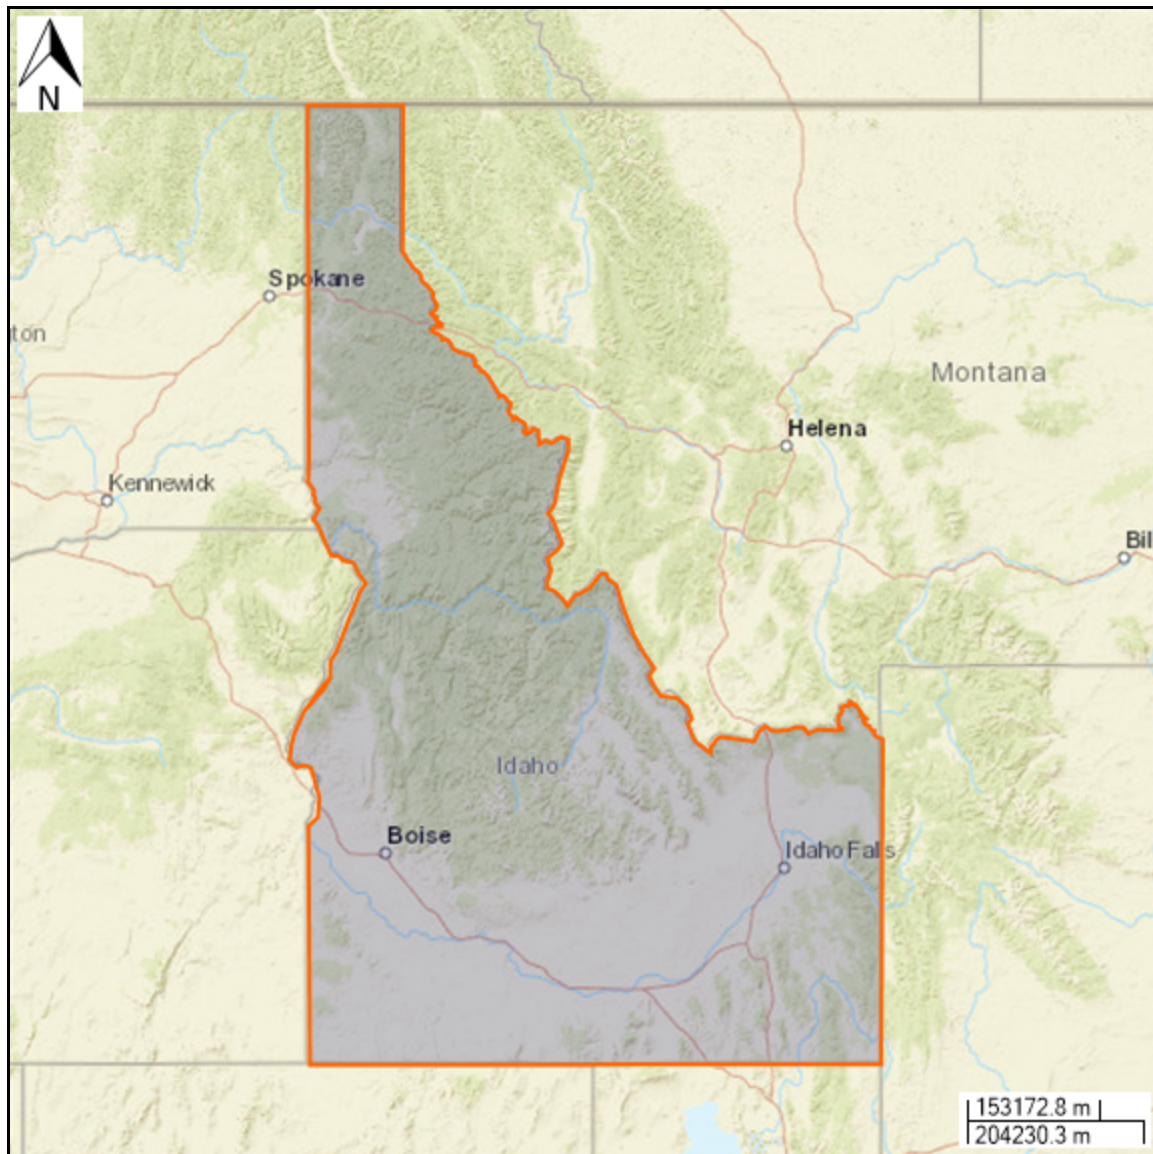 N
Spokane
ton
Montana
Helena
Kennewick
Bil
Idaho
Boise
Idaho Falls
153172.8 m
204230.3 m